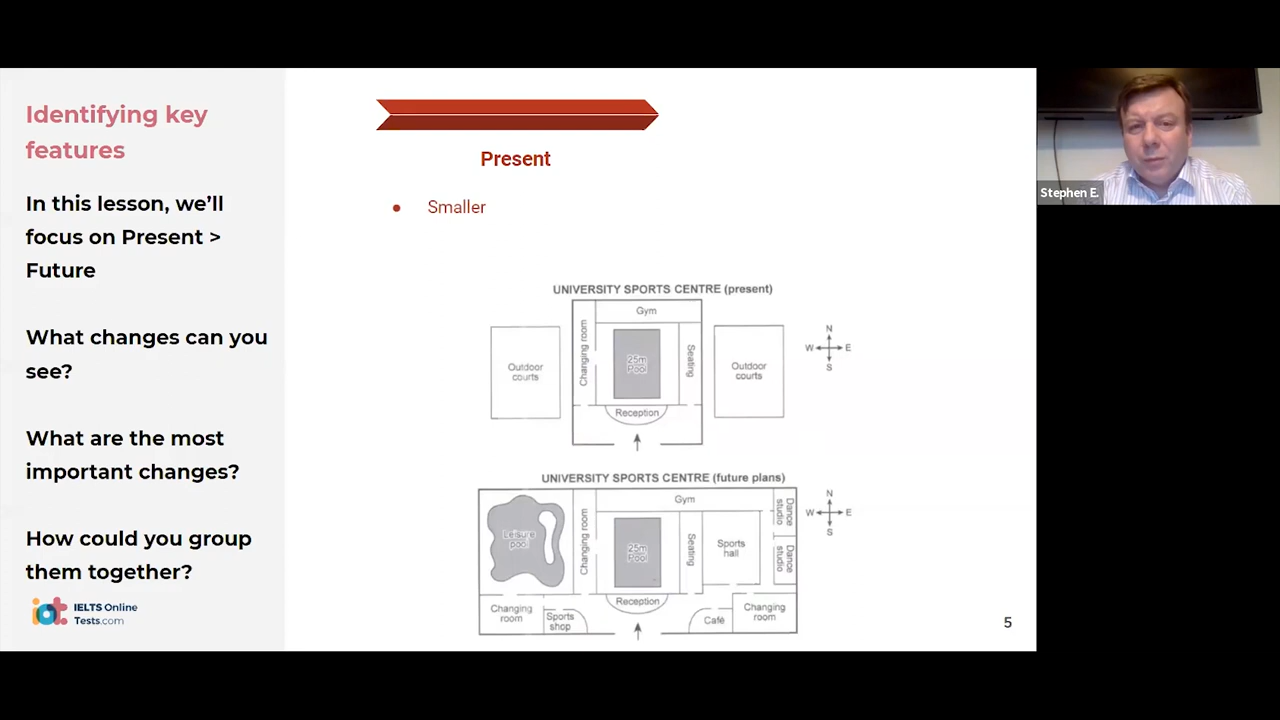 Identifying key
features
In this lesson, we'll
focus on Present >
Future
What changes can you
see?
What are the most
important changes?
How could you group
them together?
iot IELTS Online
Tests.com
Present
• Smaller
UNIVERSITY SPORTS CENTRE (present)
Gym
Changing room
25m
Pool
Seating
Outdoor
courts
Outdoor
courts
Reception
N
W E
S
UNIVERSITY SPORTS CENTRE (future plans)
Gym
Leisure
pool
Changing room
25m
Pool
Seating
Sports
hall
Dance
studio
Dance
studio
Reception
Changing
room
Sports
shop
Café
Changing
room
N
W E
S
5
Stephen E.